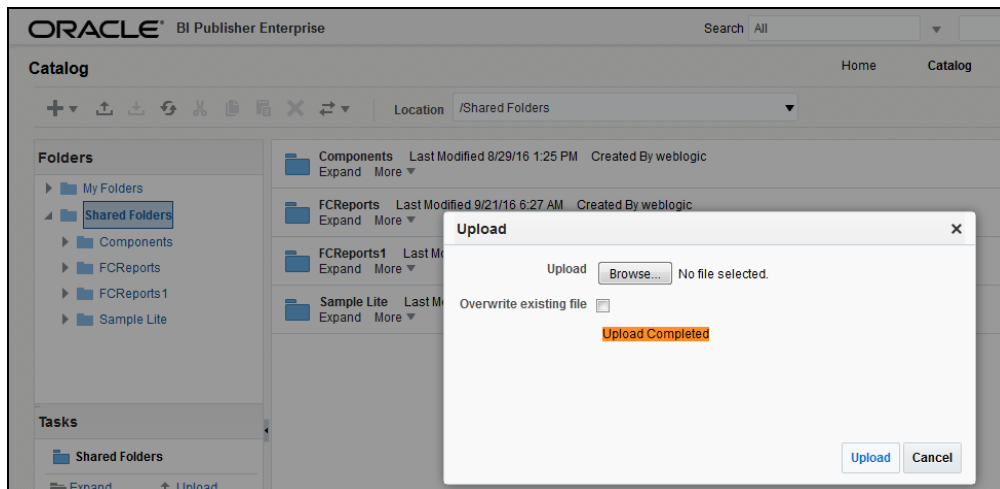 ORACLE® BI Publisher Enterprise Search All
Catalog Home Catalog
Location /Shared Folders
Folders
My Folders
Shared Folders
Components
FCReports
FCReports1
Sample Lite
Components Last Modified 8/29/16 1:25 PM Created By weblogic
Expand More
FCReports Last Modified 9/21/16 6:27 AM Created By weblogic
Expand More
FCReports1 Last
Expand More
Sample Lite Last
Expand More
Upload
Upload Browse... No file selected.
Overwrite existing file
Upload Completed
Upload Cancel
Tasks
Shared Folders
Expand Upload